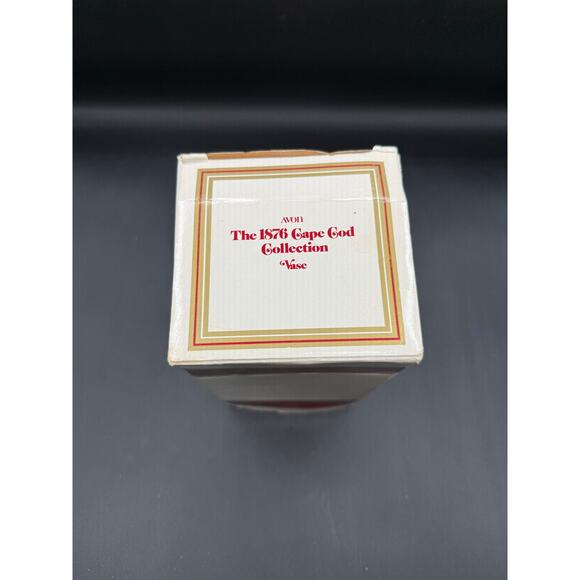 AVON
The 1876 Cape Cod
Collection
Vase